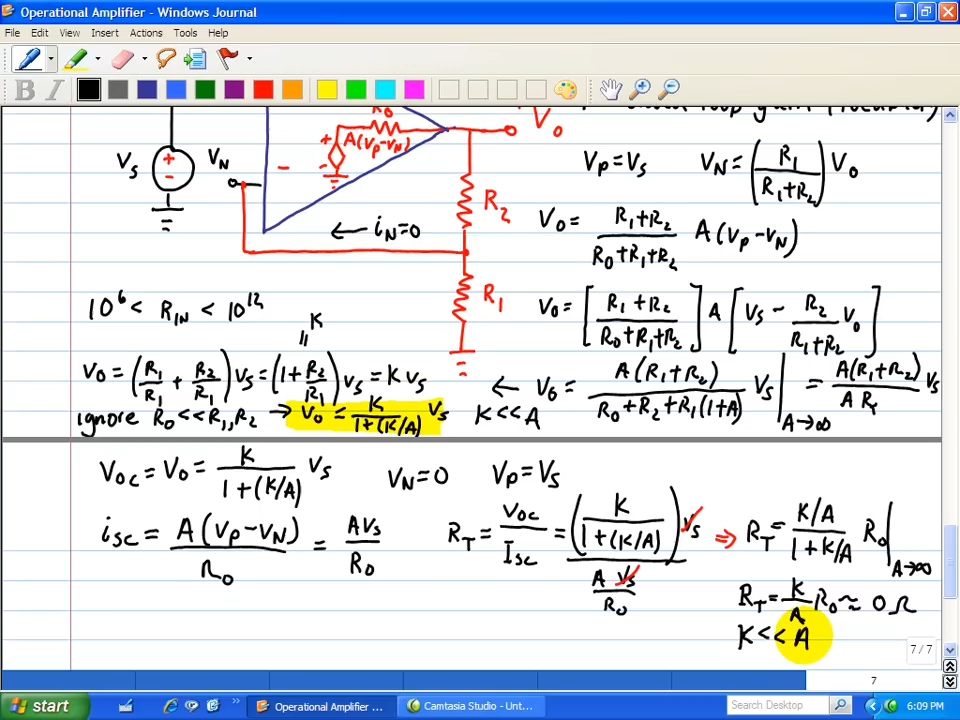 Operational Amplifier - Windows Journal
File Edit View Insert Actions Tools Help
B I
R0 V0
+ A(VP-VN)
-
VS + - VN -
R2
← iN=0
R1
VP=VS VN=(R1/(R1+R2))V0
V0= (R1+R2)/(R0+R1+R2) A(VP-VN)
10^6 < RIN < 10^12
V0=[(R1+R2)/(R0+R1+R2)] A [VS - R2/(R1+R2) V0]
K
=
V0=(R1/R1 + R2/R1)VS=(1+R2/R1)VS=KVS
← V0= A(R1+R2)/(R0+R2+R1(1+A)) VS | A→∞ = A(R1+R2)/(A R1) VS
K<<A
ignore R0<<R1,R2 → V0= K/(1+(K/A)) VS
VOC=V0= K/(1+(K/A)) VS VN=0 VP=VS
iSC= A(VP-VN)/R0 = AVS/R0
RT= VOC/ISC = (K/(1+(K/A)))VS / (A VS/R0) ⇒ RT= (K/A)/(1+K/A) R0 | A→∞
RT= K/A R0 ≈ 0 Ω
K<<A
7 / 7
7
start
Operational Amplifier ...
Camtasia Studio - Unt...
Search Desktop
6:09 PM